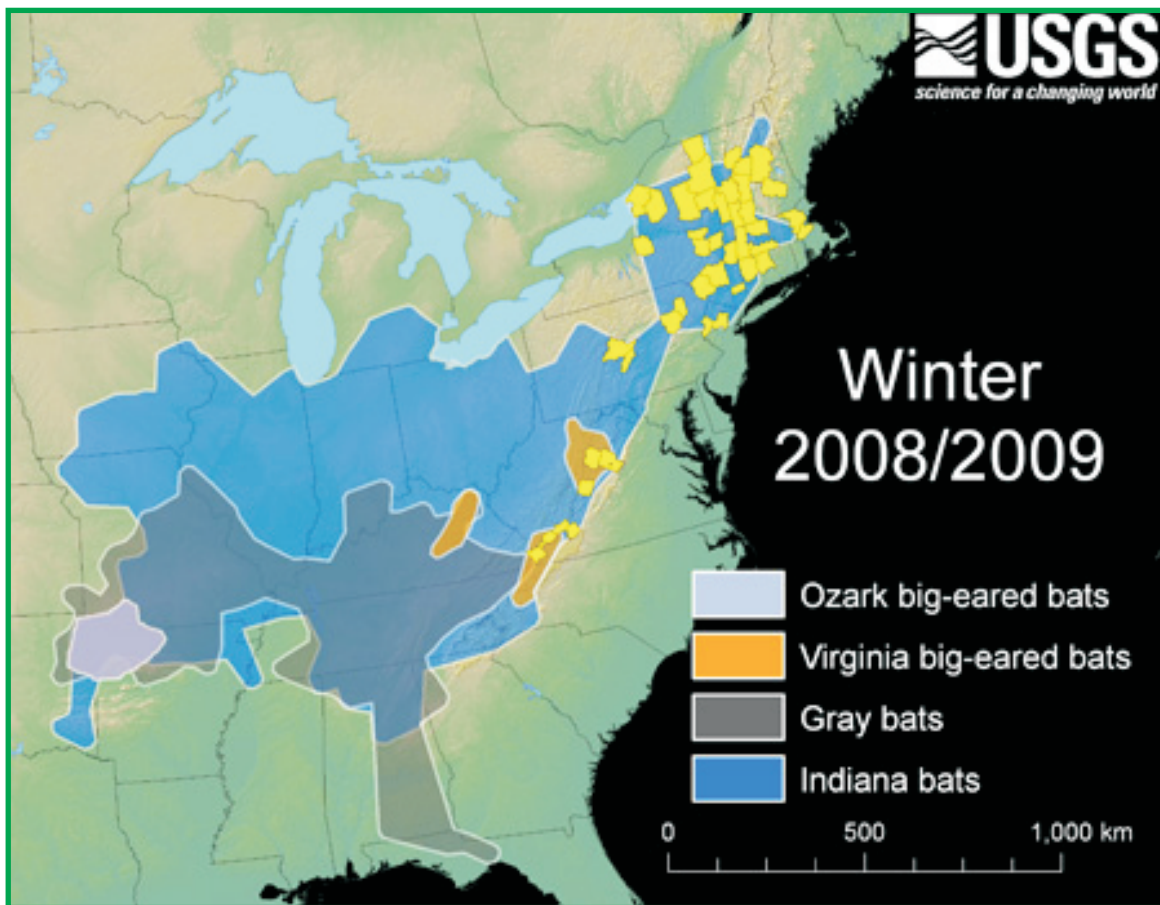 USGS
science for a changing world
Winter
2008/2009
Ozark big-eared bats
Virginia big-eared bats
Gray bats
Indiana bats
0 500 1,000 km